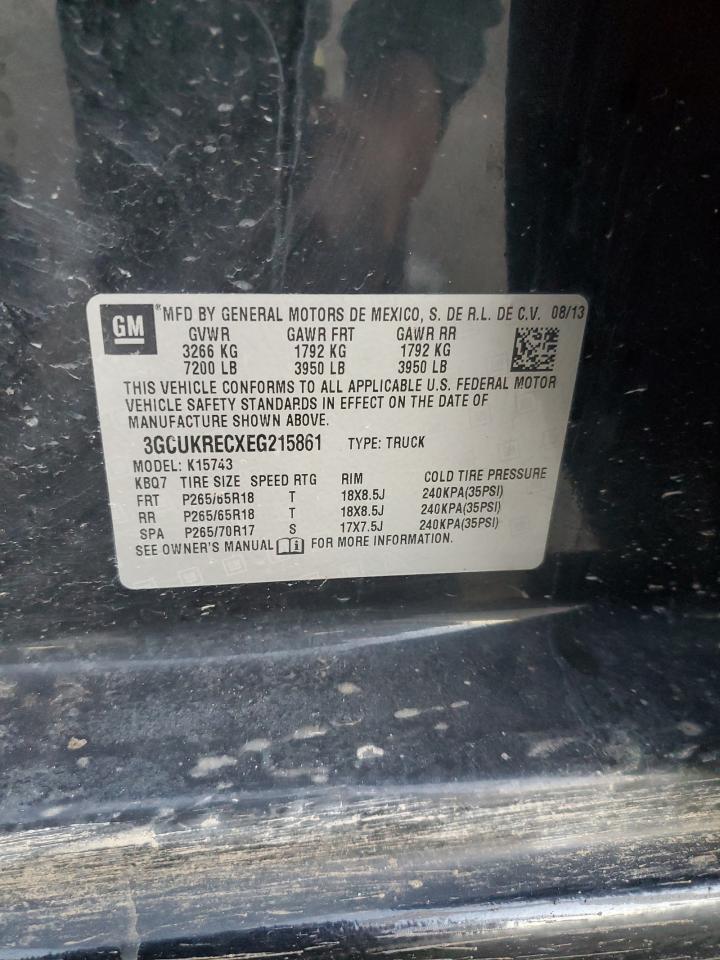 GM
®MFD BY GENERAL MOTORS DE MEXICO, S. DE R.L. DE C.V. 08/13
GVWR GAWR FRT GAWR RR
3266 KG 1792 KG 1792 KG
7200 LB 3950 LB 3950 LB
THIS VEHICLE CONFORMS TO ALL APPLICABLE U.S. FEDERAL MOTOR
VEHICLE SAFETY STANDARDS IN EFFECT ON THE DATE OF
MANUFACTURE SHOWN ABOVE.
3GCUKRECXEG215861 TYPE: TRUCK
MODEL: K15743
KBQ7 TIRE SIZE SPEED RTG RIM COLD TIRE PRESSURE
FRT P265/65R18 T 18X8.5J 240KPA(35PSI)
RR P265/65R18 T 18X8.5J 240KPA(35PSI)
SPA P265/70R17 S 17X7.5J 240KPA(35PSI)
SEE OWNER'S MANUAL i FOR MORE INFORMATION.